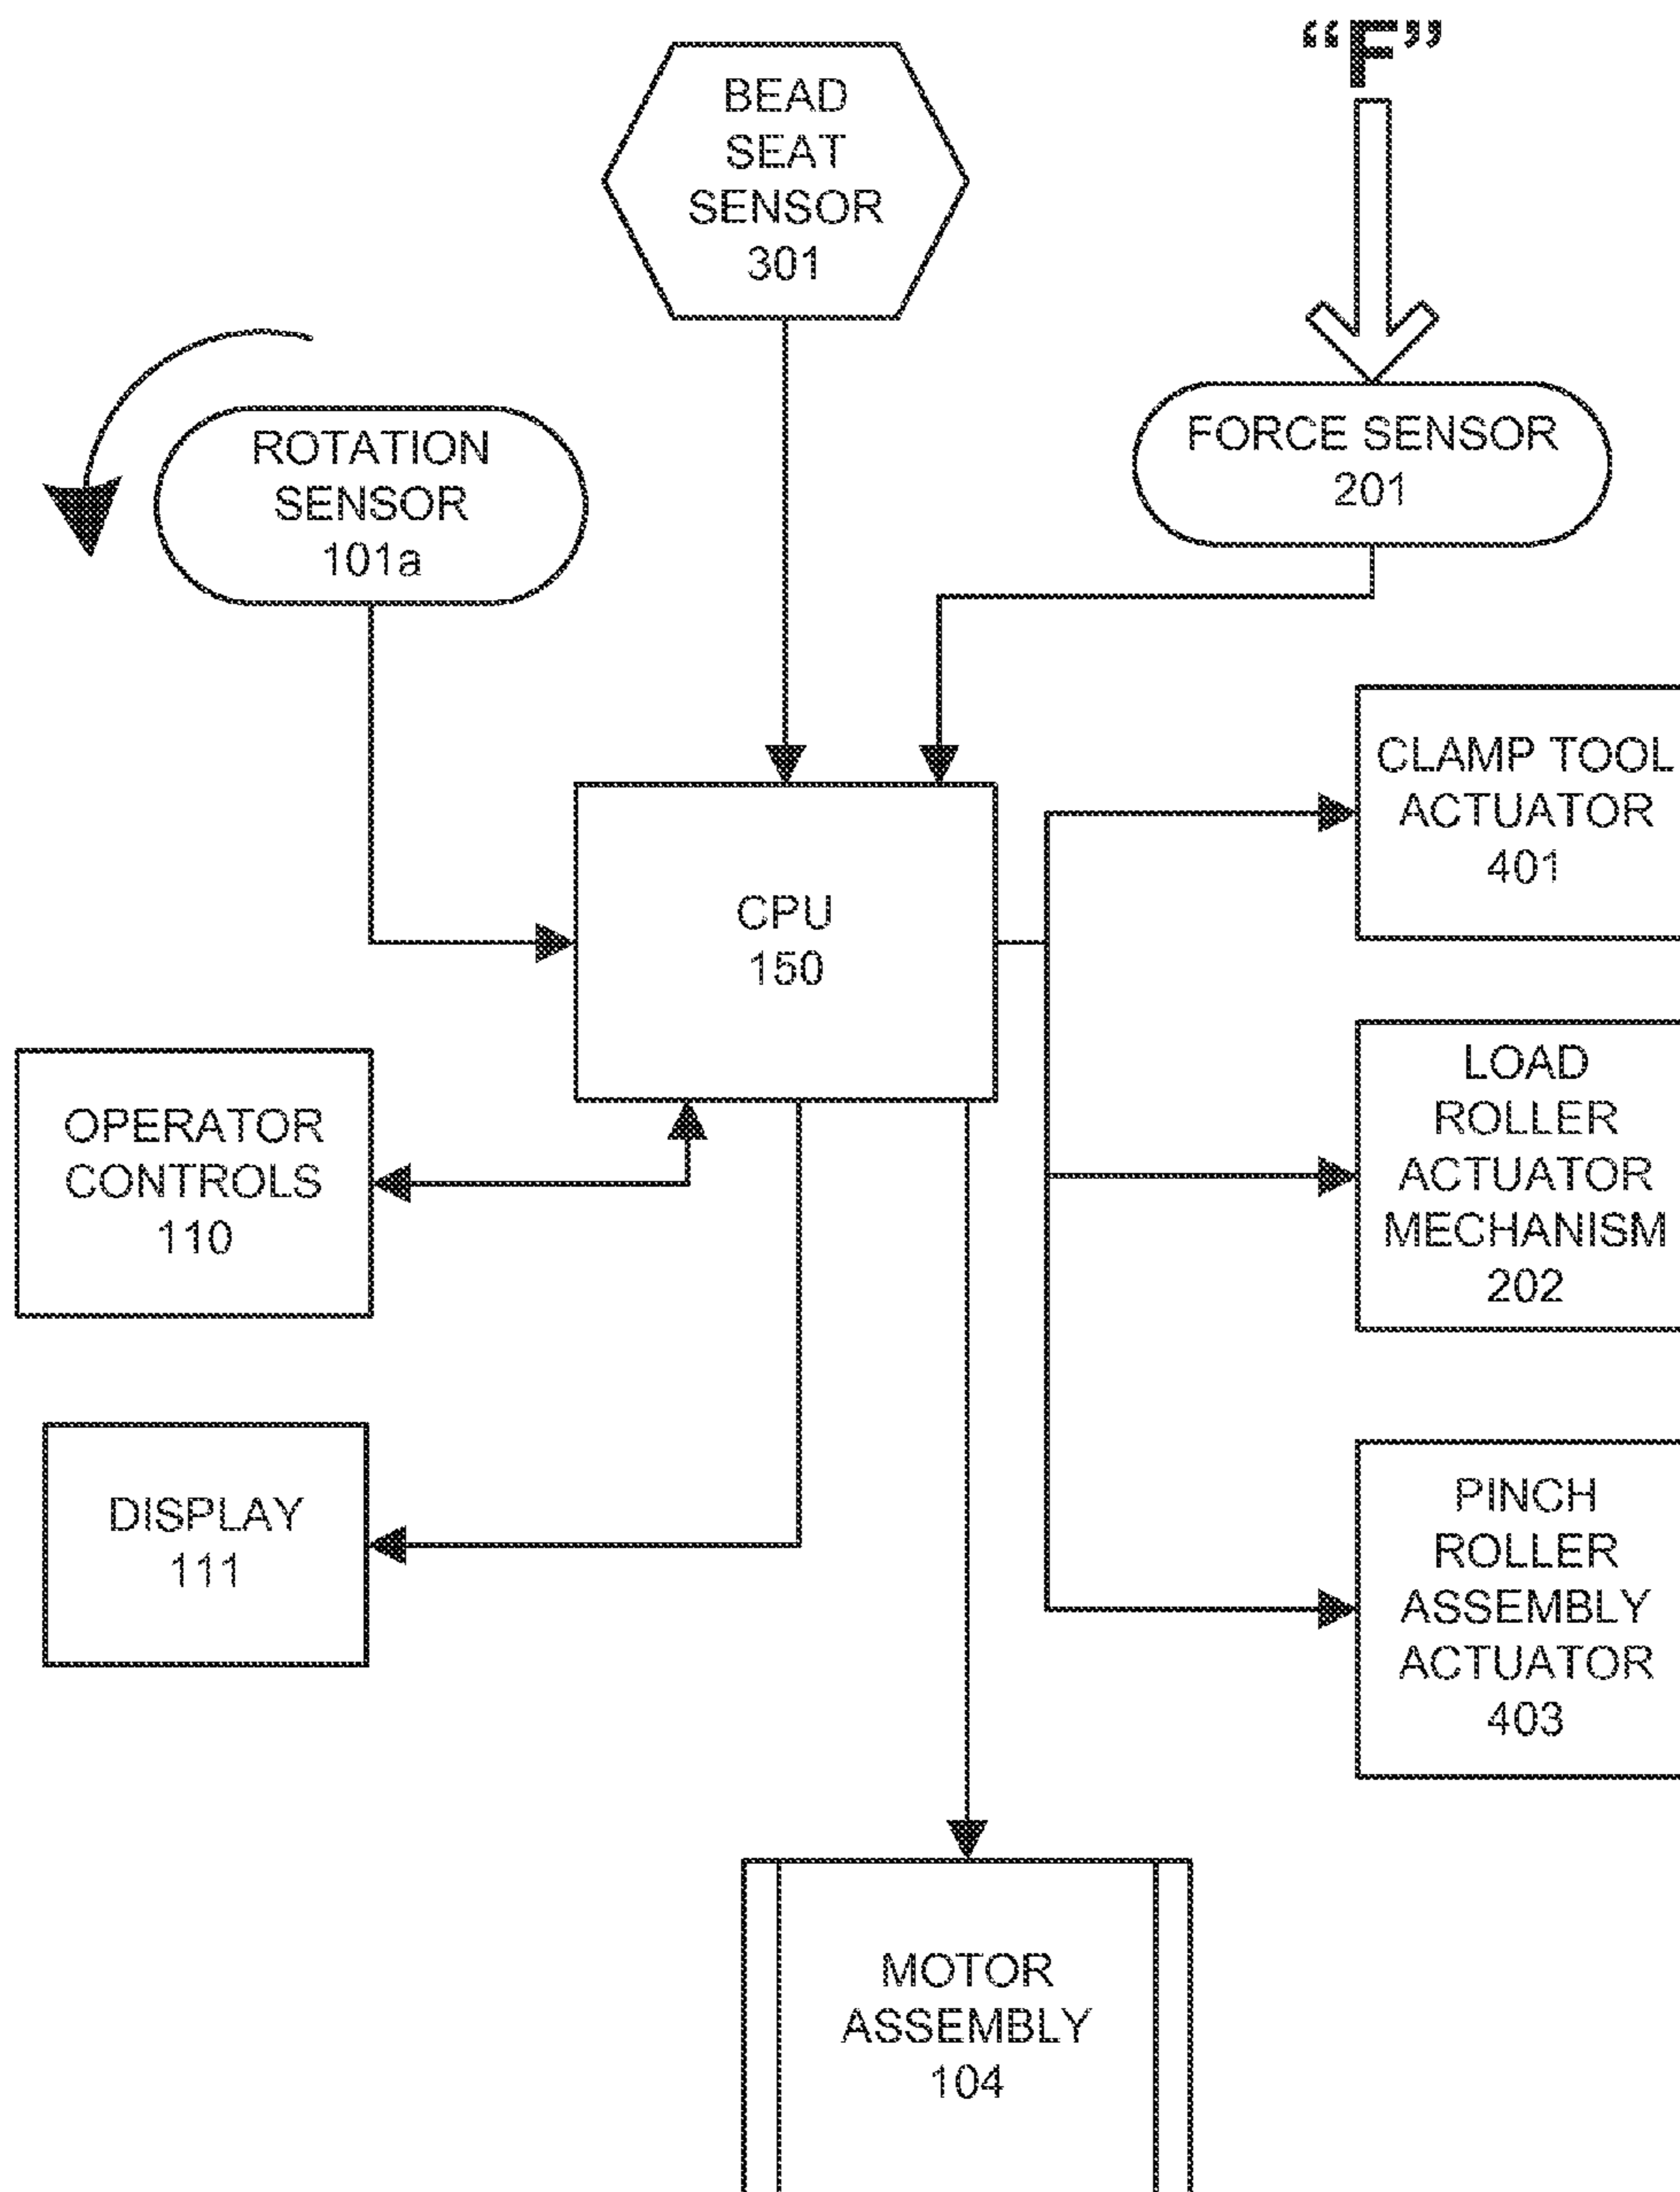 “F”
BEAD
SEAT
SENSOR
301
FORCE SENSOR
201
ROTATION
SENSOR
101a
CLAMP TOOL
ACTUATOR
401
CPU
150
LOAD
ROLLER
ACTUATOR
MECHANISM
202
OPERATOR
CONTROLS
110
DISPLAY
111
PINCH
ROLLER
ASSEMBLY
ACTUATOR
403
MOTOR
ASSEMBLY
104